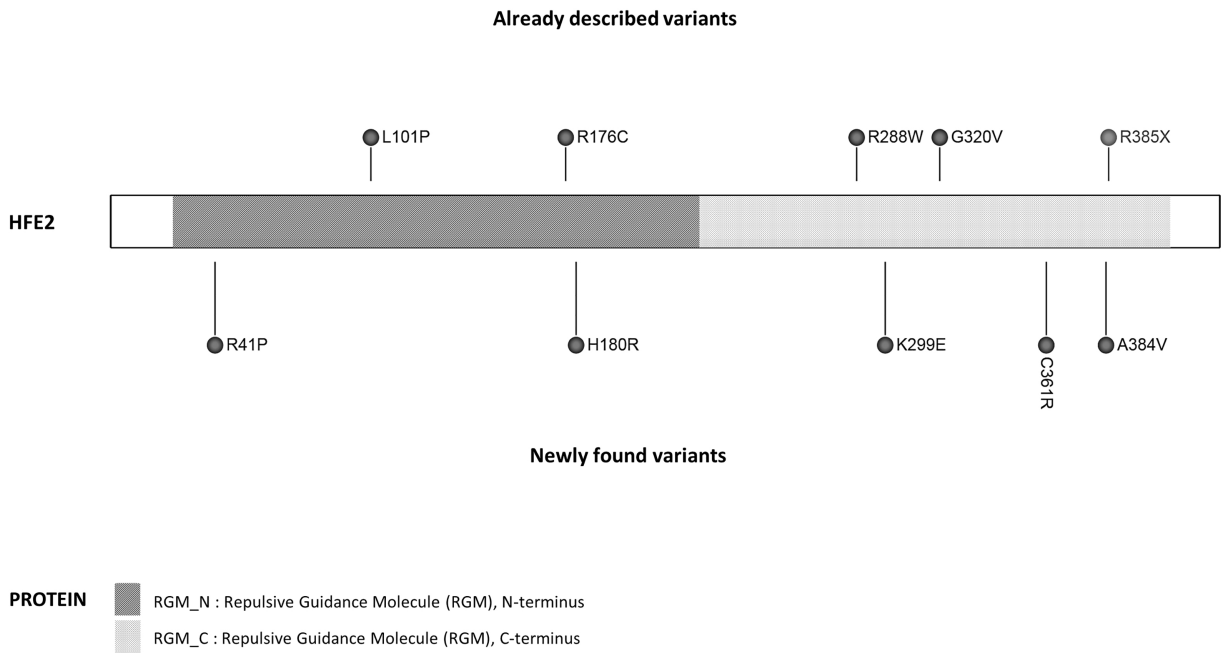 Already described variants
L101P
R176C
R288W
G320V
R385X
HFE2
R41P
H180R
K299E
C361R
A384V
Newly found variants
PROTEIN
RGM_N : Repulsive Guidance Molecule (RGM), N-terminus
RGM_C : Repulsive Guidance Molecule (RGM), C-terminus